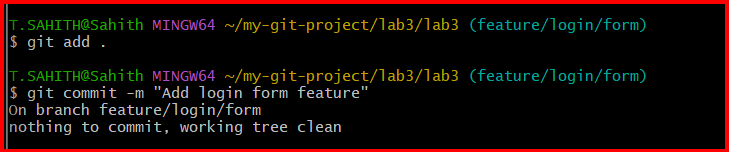 T.SAHITH@Sahith MINGW64 ~/my-git-project/lab3/lab3 (feature/login/form)
$ git add .
T.SAHITH@Sahith MINGW64 ~/my-git-project/lab3/lab3 (feature/login/form)
$ git commit -m "Add login form feature"
On branch feature/login/form
nothing to commit, working tree clean